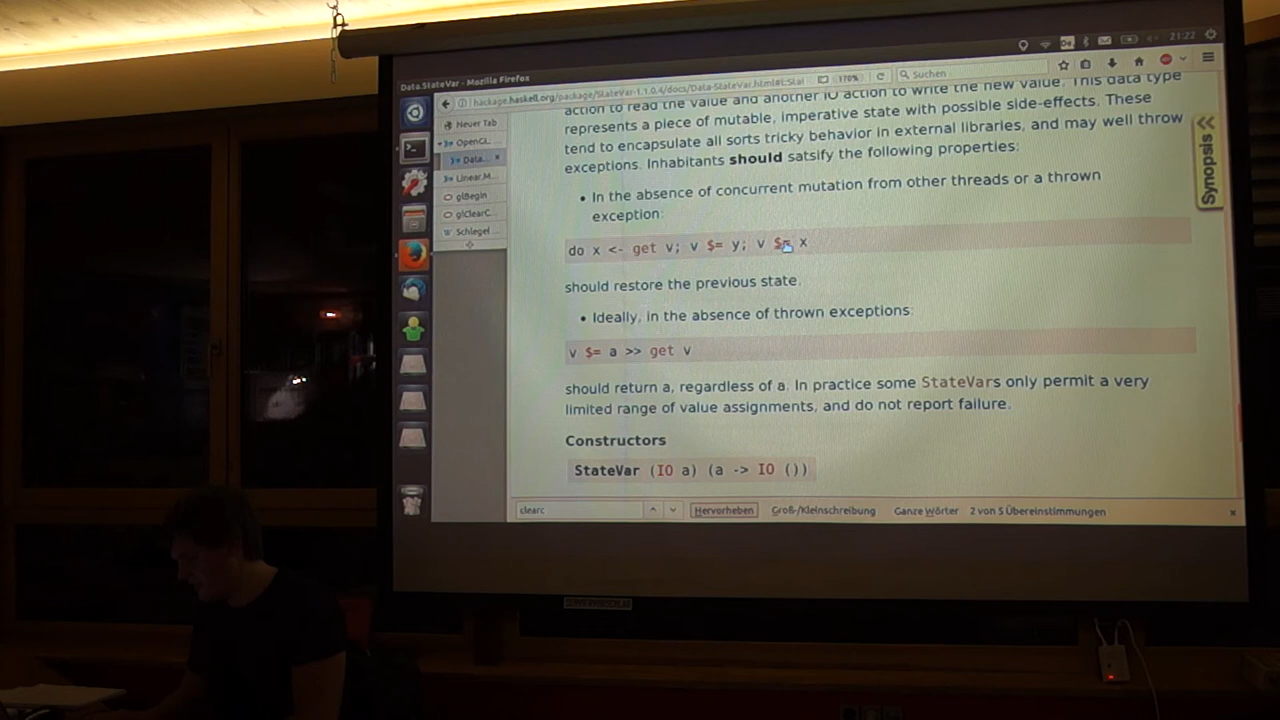 Data.StateVar - Mozilla Firefox
21:22
hackage.haskell.org/package/StateVar-1.1.0.4/docs/Data-StateVar.html#t:Stat
170%
Suchen
Neuer Tab
OpenGL...
Data...
Linear.M...
glBegin
glClearC...
Schlegel...
action to read the value and another IO action to write the new value. This data type
represents a piece of mutable, imperative state with possible side-effects. These
tend to encapsulate all sorts tricky behavior in external libraries, and may well throw
exceptions. Inhabitants should satsify the following properties:
• In the absence of concurrent mutation from other threads or a thrown
exception:
do x <- get v; v $= y; v $= x
should restore the previous state.
• Ideally, in the absence of thrown exceptions:
v $= a >> get v
should return a, regardless of a. In practice some StateVars only permit a very
limited range of value assignments, and do not report failure.
Constructors
StateVar (IO a) (a -> IO ())
Synopsis
clearc
Hervorheben
Groß-/Kleinschreibung
Ganze Wörter
2 von 5 Übereinstimmungen